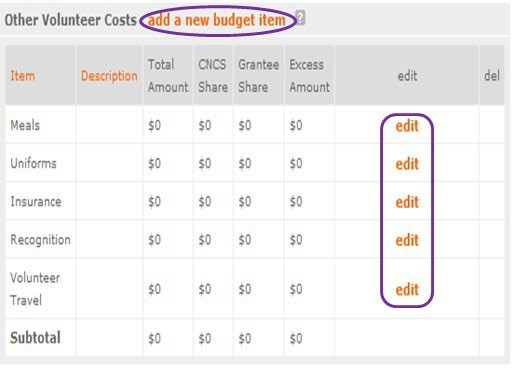 Other Volunteer Costs add a new budget item ?
Item Description Total Amount CNCS Share Grantee Share Excess Amount edit del
Meals $0 $0 $0 $0 edit
Uniforms $0 $0 $0 $0 edit
Insurance $0 $0 $0 $0 edit
Recognition $0 $0 $0 $0 edit
Volunteer Travel $0 $0 $0 $0 edit
Subtotal $0 $0 $0 $0